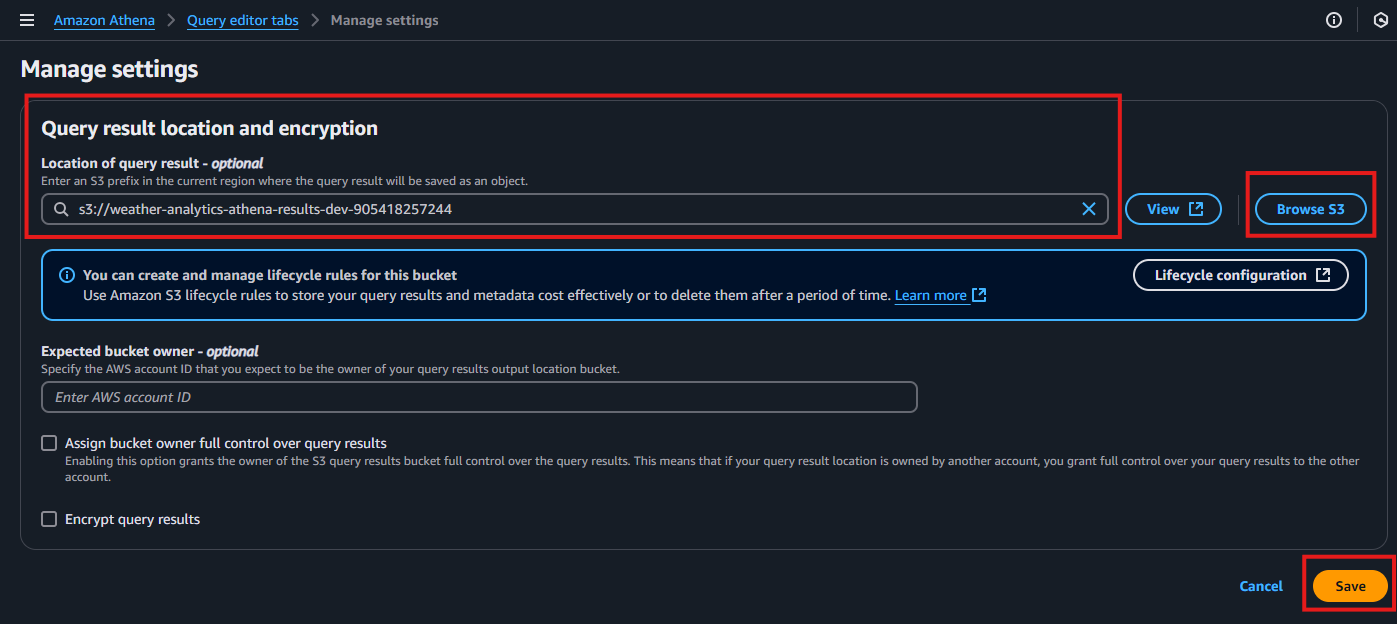 Amazon Athena > Query editor tabs > Manage settings
Manage settings
Query result location and encryption
Location of query result - optional
Enter an S3 prefix in the current region where the query result will be saved as an object.
s3://weather-analytics-athena-results-dev-905418257244
View
Browse S3
You can create and manage lifecycle rules for this bucket
Use Amazon S3 lifecycle rules to store your query results and metadata cost effectively or to delete them after a period of time. Learn more
Lifecycle configuration
Expected bucket owner - optional
Specify the AWS account ID that you expect to be the owner of your query results output location bucket.
Enter AWS account ID
Assign bucket owner full control over query results
Enabling this option grants the owner of the S3 query results bucket full control over the query results. This means that if your query result location is owned by another account, you grant full control over your query results to the other
account.
Encrypt query results
Cancel
Save